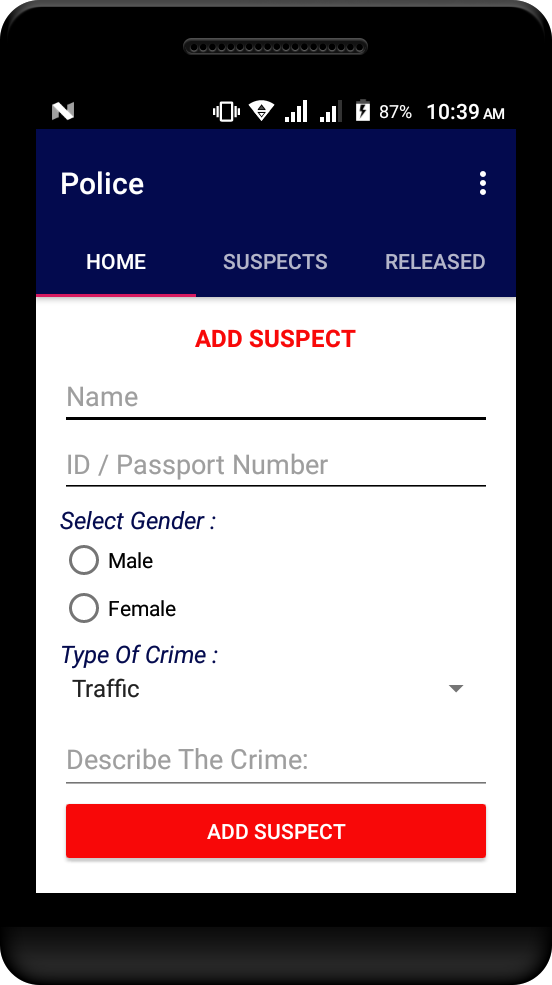 87% 10:39 AM
Police
HOME SUSPECTS RELEASED
ADD SUSPECT
Name
ID / Passport Number
Select Gender :
Male
Female
Type Of Crime :
Traffic
Describe The Crime:
ADD SUSPECT